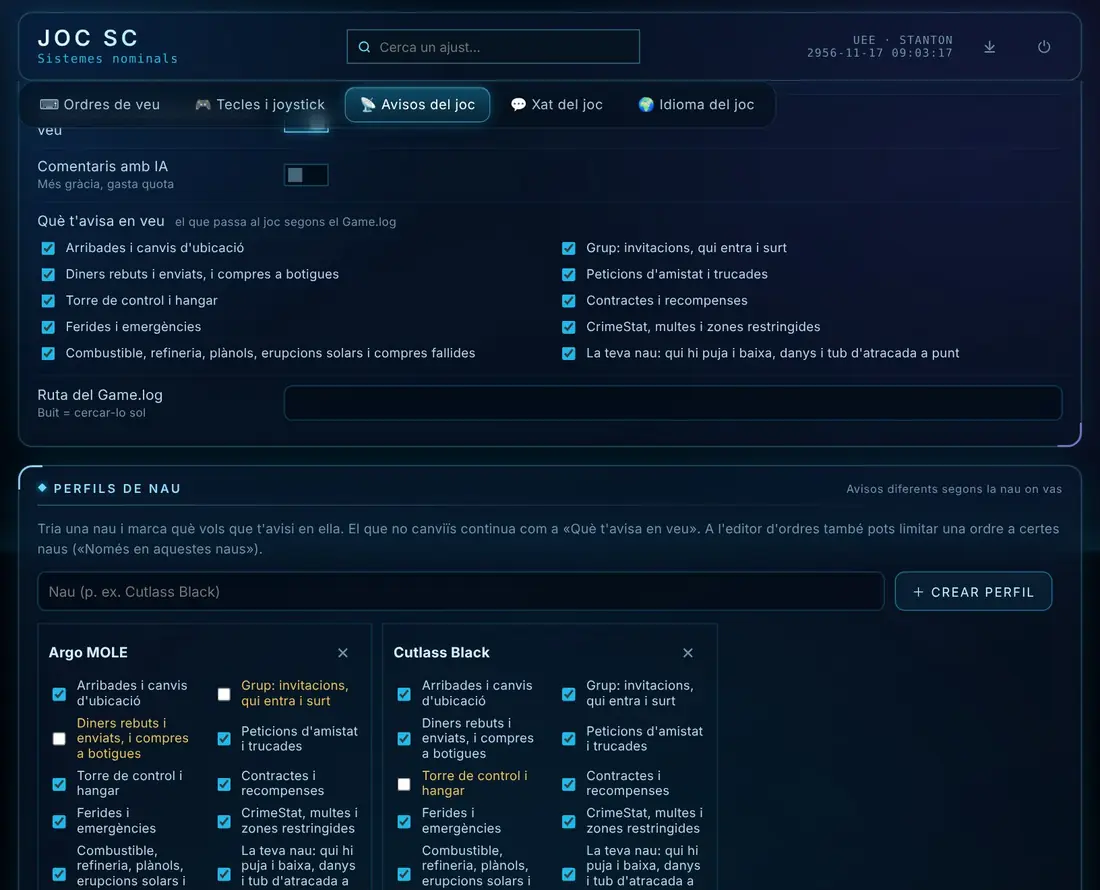 JOC SC
Sistemes nominals
Cerca un ajust...
UEE · STANTON
2956-11-17 09:03:17
Ordres de veu
Tecles i joystick
Avisos del joc
Xat del joc
Idioma del joc
veu
Comentaris amb IA
Més gràcia, gasta quota
Què t'avisa en veu el que passa al joc segons el Game.log
Arribades i canvis d'ubicació
Grup: invitacions, qui entra i surt
Diners rebuts i enviats, i compres a botigues
Peticions d'amistat i trucades
Torre de control i hangar
Contractes i recompenses
Ferides i emergències
CrimeStat, multes i zones restringides
Combustible, refineria, plànols, erupcions solars i compres fallides
La teva nau: qui hi puja i baixa, danys i tub d'atracada a punt
Ruta del Game.log
Buit = cercar-lo sol
PERFILS DE NAU
Avisos diferents segons la nau on vas
Tria una nau i marca què vols que t'avisi en ella. El que no canviïs continua com a «Què t'avisa en veu». A l'editor d'ordres també pots limitar una ordre a certes
naus («Només en aquestes naus»).
Nau (p. ex. Cutlass Black)
+ CREAR PERFIL
Argo MOLE
Arribades i canvis
d'ubicació
Grup: invitacions,
qui entra i surt
Diners rebuts i
enviats, i compres
a botigues
Peticions d'amistat
i trucades
Torre de control i
hangar
Contractes i
recompenses
Ferides i
emergències
CrimeStat, multes i
zones restringides
Combustible,
refineria, plànols,
erupcions solars i
La teva nau: qui hi
puja i baixa, danys
i tub d'atracada a
Cutlass Black
Arribades i canvis
d'ubicació
Grup: invitacions,
qui entra i surt
Diners rebuts i
enviats, i compres
a botigues
Peticions d'amistat
i trucades
Torre de control i
hangar
Contractes i
recompenses
Ferides i
emergències
CrimeStat, multes i
zones restringides
Combustible,
refineria, plànols,
erupcions solars i
La teva nau: qui hi
puja i baixa, danys
i tub d'atracada a